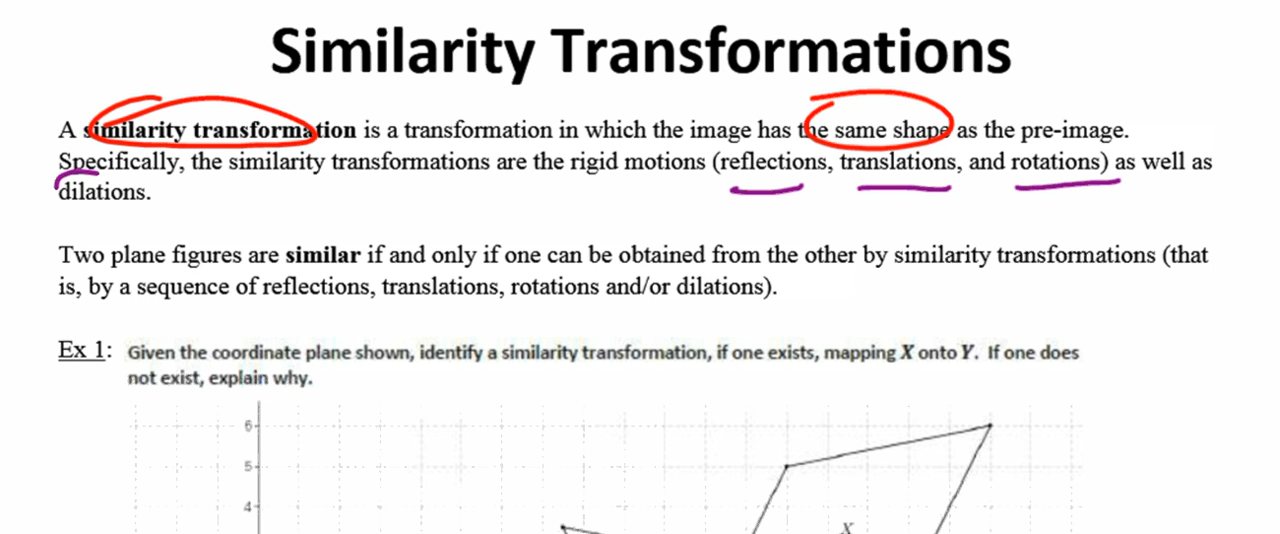 Similarity Transformations
A similarity transformation is a transformation in which the image has the same shape as the pre-image.
Specifically, the similarity transformations are the rigid motions (reflections, translations, and rotations) as well as
dilations.
Two plane figures are similar if and only if one can be obtained from the other by similarity transformations (that
is, by a sequence of reflections, translations, rotations and/or dilations).
Ex 1: Given the coordinate plane shown, identify a similarity transformation, if one exists, mapping X onto Y. If one does
not exist, explain why.
6
5
4
X